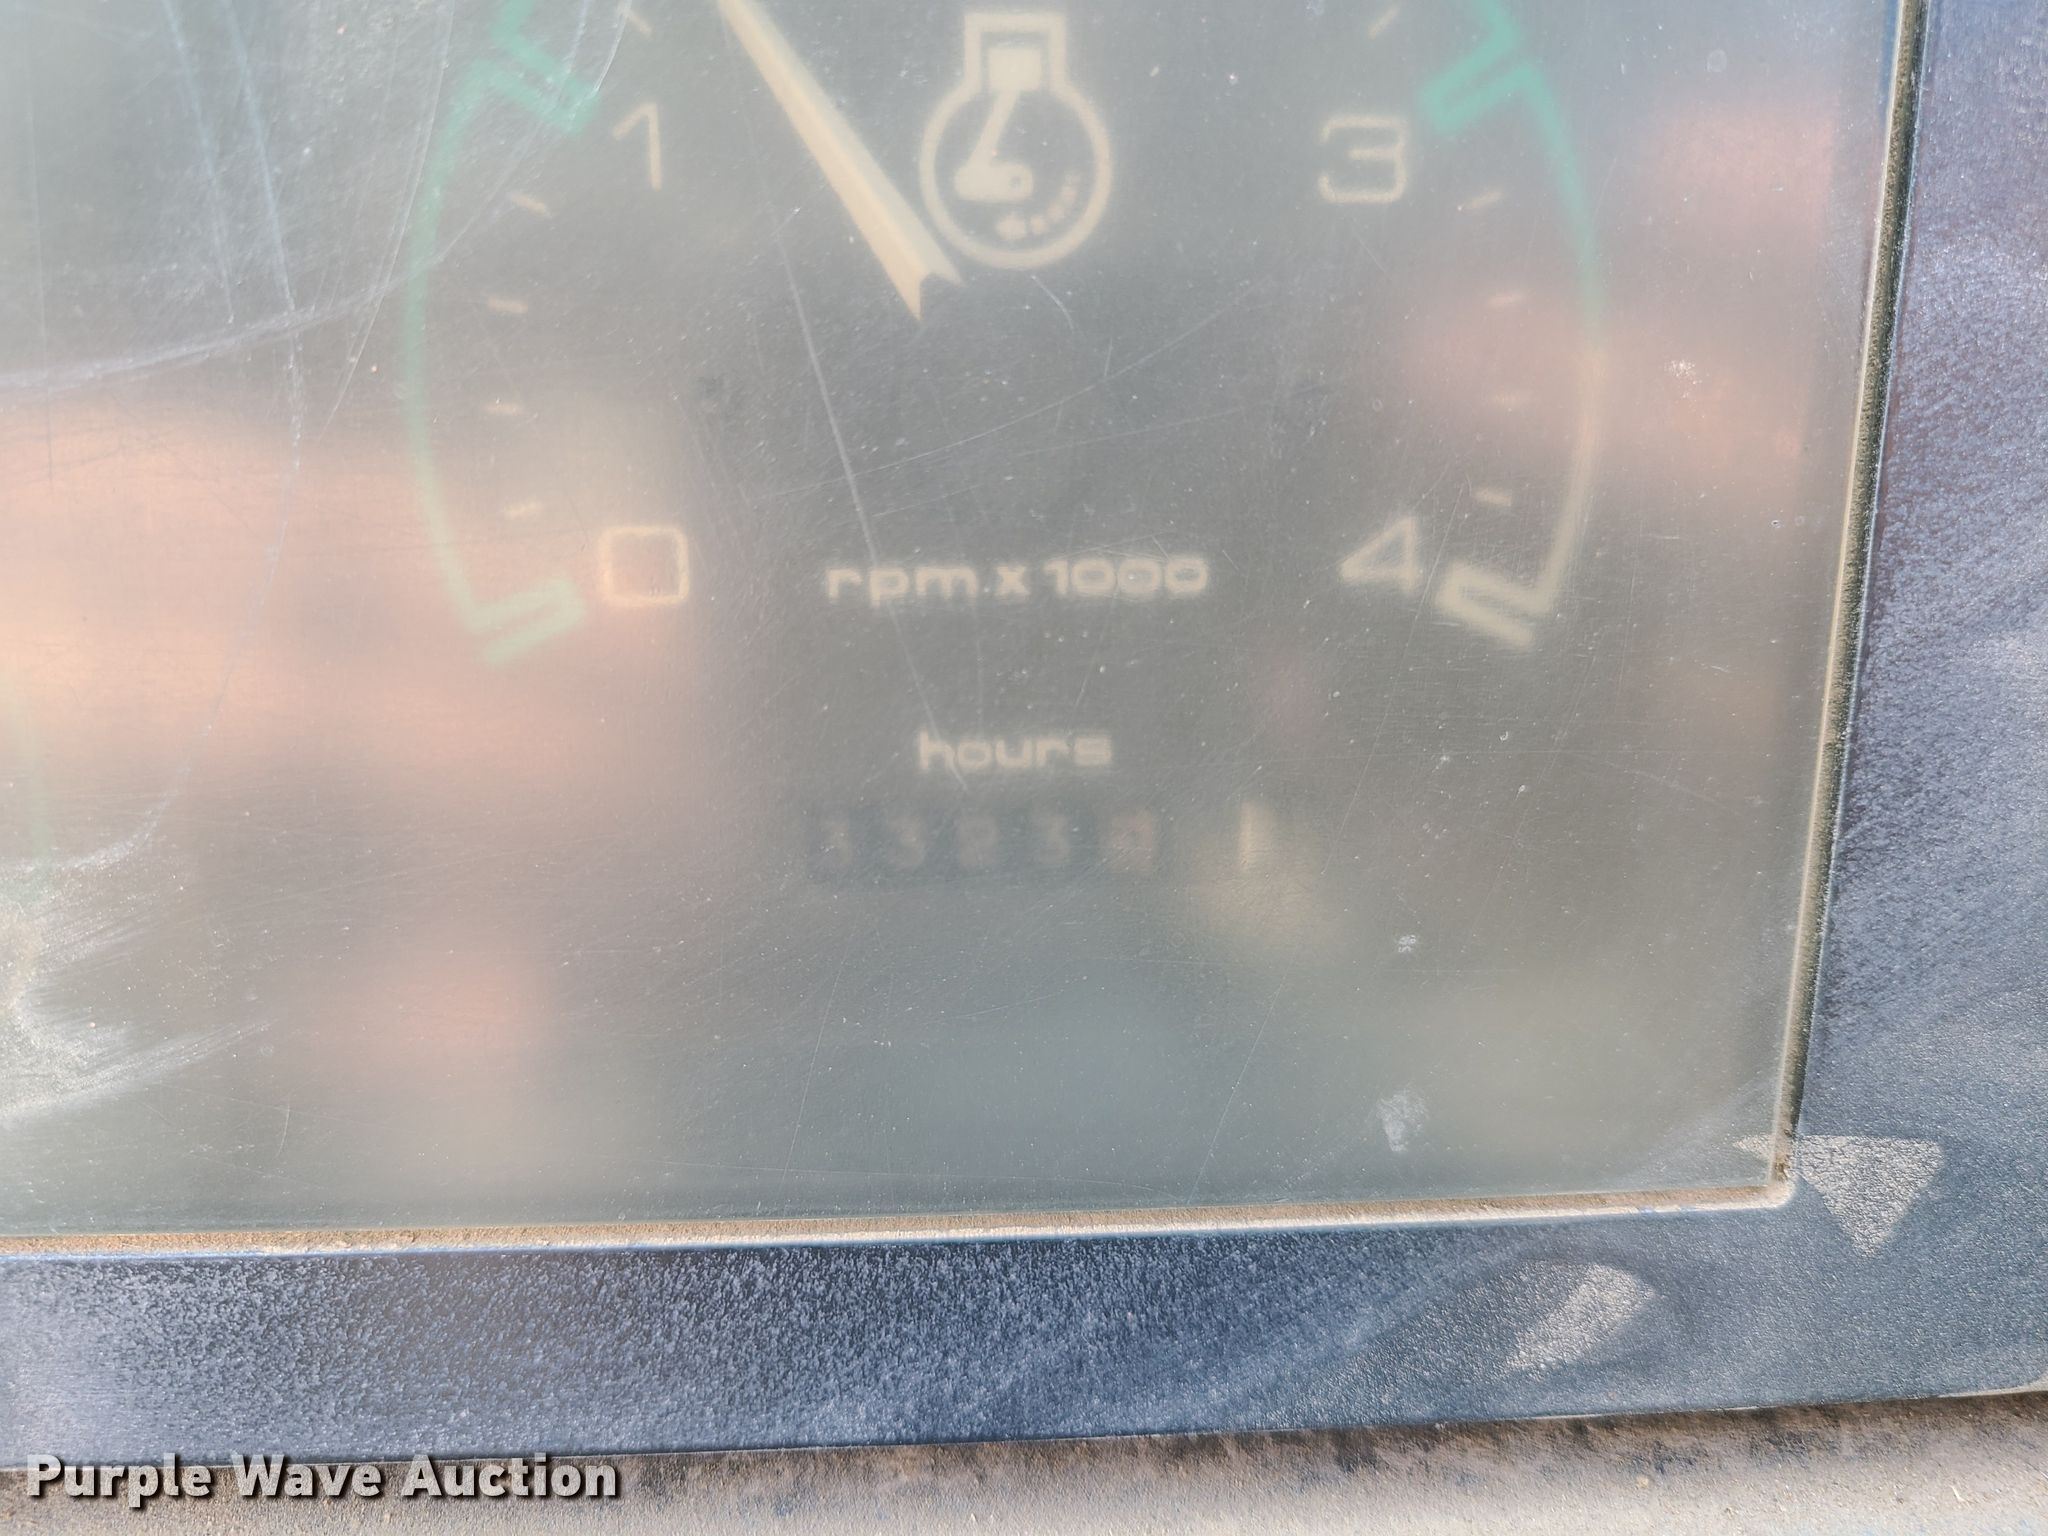 1 3
0 4
rpm x 1000
hours
Purple Wave Auction